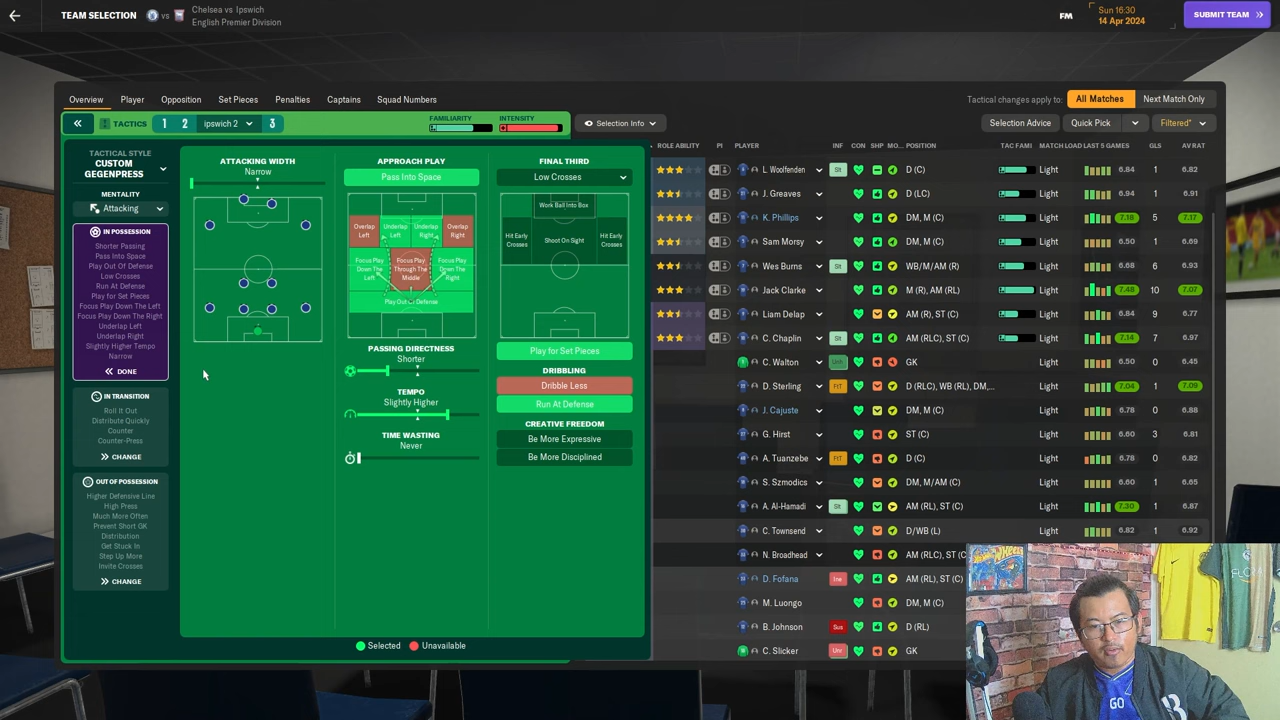 TEAM SELECTION
vs
Chelsea vs Ipswich
English Premier Division
FM
Sun 16:30
14 Apr 2024
SUBMIT TEAM
Overview Player Opposition Set Pieces Penalties Captains Squad Numbers
Tactical changes apply to: All Matches Next Match Only
TACTICS 1 2 ipswich 2 3
FAMILIARITY INTENSITY
Selection Info
Selection Advice Quick Pick Filtered*
TACTICAL STYLE
CUSTOM
GEGENPRESS
MENTALITY
Attacking
IN POSSESSION
Shorter Passing
Pass Into Space
Play Out Of Defense
Low Crosses
Run At Defense
Play for Set Pieces
Focus Play Down The Left
Focus Play Down The Right
Underlap Left
Underlap Right
Slightly Higher Tempo
Narrow
DONE
IN TRANSITION
Roll It Out
Distribute Quickly
Counter
Counter-Press
CHANGE
OUT OF POSSESSION
Higher Defensive Line
High Press
Much More Often
Prevent Short GK
Distribution
Get Stuck In
Step Up More
Invite Crosses
CHANGE
ATTACKING WIDTH
Narrow
APPROACH PLAY
Pass Into Space
Overlap Left
Underlap Left
Underlap Right
Overlap Right
Focus Play Down The Left
Focus Play Through The Middle
Focus Play Down The Right
Play Out Of Defense
PASSING DIRECTNESS
Shorter
TEMPO
Slightly Higher
TIME WASTING
Never
FINAL THIRD
Low Crosses
Work Ball Into Box
Hit Early Crosses
Shoot On Sight
Hit Early Crosses
Play for Set Pieces
DRIBBLING
Dribble Less
Run At Defense
CREATIVE FREEDOM
Be More Expressive
Be More Disciplined
Selected Unavailable
ROLE ABILITY PI PLAYER INF CON SHP MO... POSITION TAC FAMI MATCH LOAD LAST 5 GAMES GLS AV RAT
L. Woolfenden St D (C) Light 6.84 1 6.82
J. Greaves D (LC) Light 6.94 1 6.91
K. Phillips DM, M (C) Light 7.18 5 7.17
Sam Morsy DM, M (C) Light 6.50 1 6.69
Wes Burns St WB/M/AM (R) Light 6.68 1 6.93
Jack Clarke M (R), AM (RL) Light 7.48 10 7.07
Liam Delap AM (R), ST (C) Light 6.84 9 6.77
C. Chaplin St AM (RLC), ST (C) Light 7.14 7 6.97
C. Walton GK Light 6.50 0 6.45
D. Sterling FtT D (RLC), WB (RL), DM,... Light 7.04 1 7.09
J. Cajuste DM, M (C) Light 6.78 0 6.88
G. Hirst ST (C) Light 6.60 3 6.81
A. Tuanzebe FtT D (C) Light 6.78 0 6.82
S. Szmodics DM, M/AM (C) Light 6.60 1 6.65
A. Al-Hamadi St AM (RL), ST (C) Light 7.30 1 6.87
C. Townsend D/WB (L) Light 6.82 1 6.92
N. Broadhead AM (RLC), ST (C
D. Fofana Ine AM (RL), ST (C)
M. Luongo DM, M (C)
B. Johnson Sus D (RL)
C. Slicker Unr GK
GO